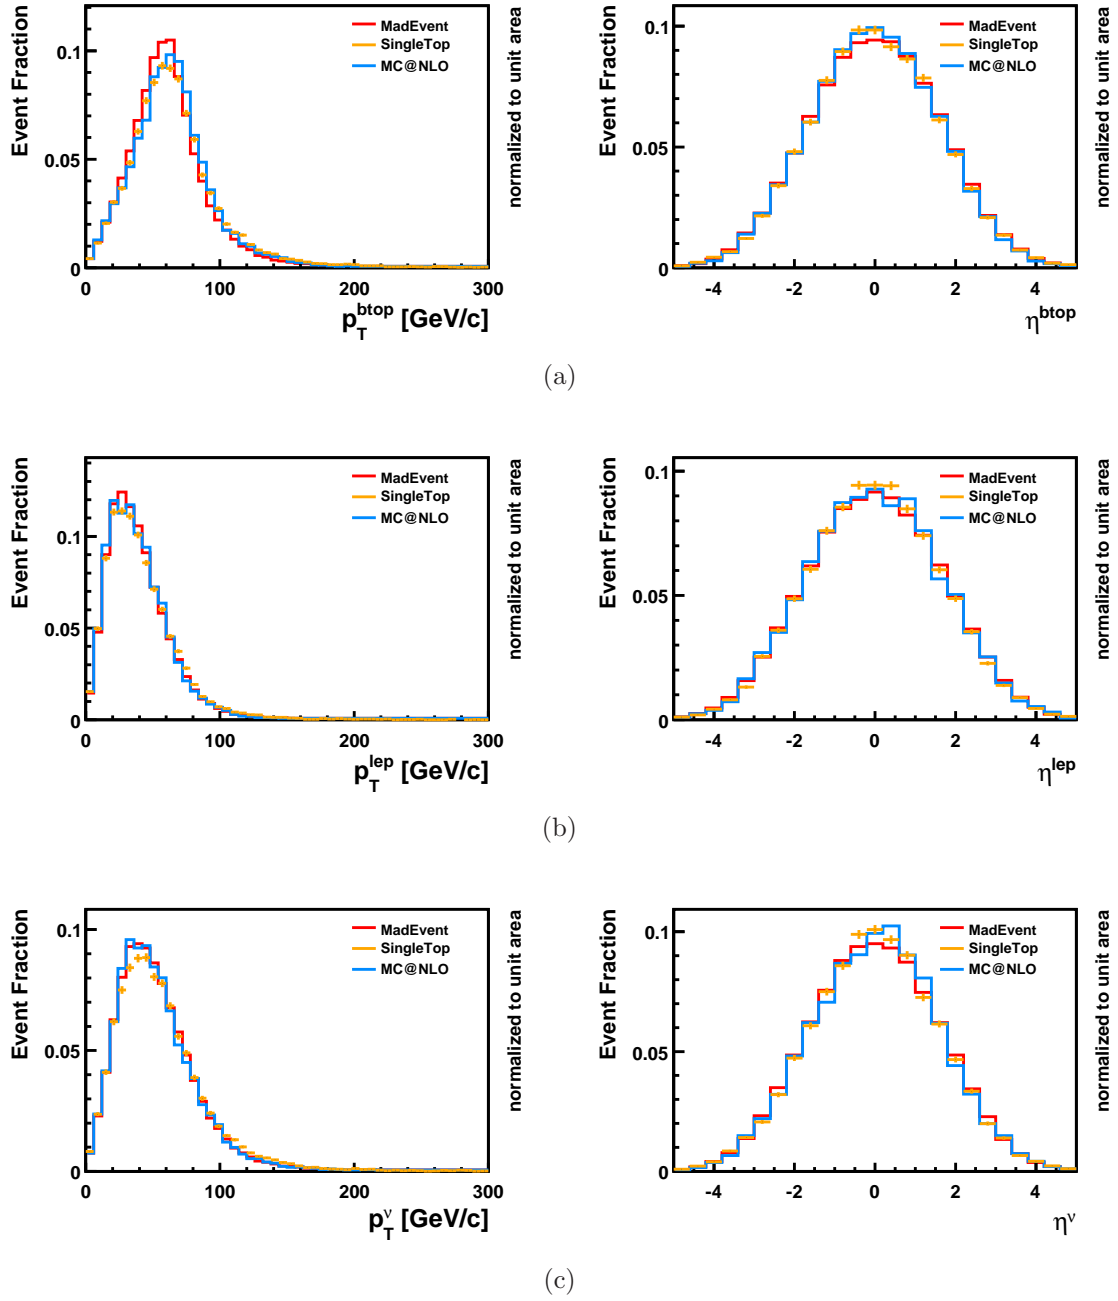 Event Fraction
0.1
0.05
0
MadEvent
SingleTop
MC@NLO
0 100 200 300
p_T^btop [GeV/c]
normalized to unit area
Event Fraction
0.1
0.05
0
MadEvent
SingleTop
MC@NLO
-4 -2 0 2 4
η^btop
normalized to unit area
(a)
Event Fraction
0.1
0.05
0
MadEvent
SingleTop
MC@NLO
0 100 200 300
p_T^lep [GeV/c]
normalized to unit area
Event Fraction
0.1
0.05
0
MadEvent
SingleTop
MC@NLO
-4 -2 0 2 4
η^lep
normalized to unit area
(b)
Event Fraction
0.1
0.05
0
MadEvent
SingleTop
MC@NLO
0 100 200 300
p_T^ν [GeV/c]
normalized to unit area
Event Fraction
0.1
0.05
0
MadEvent
SingleTop
MC@NLO
-4 -2 0 2 4
η^ν
normalized to unit area
(c)